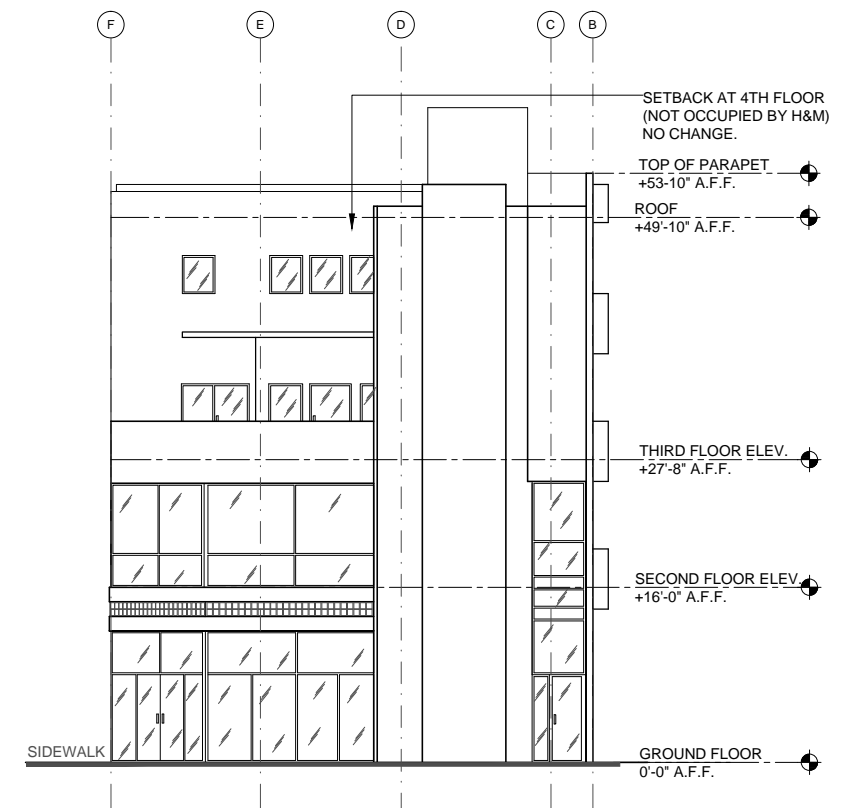 F
E
D
C
B
SETBACK AT 4TH FLOOR
(NOT OCCUPIED BY H&M)
NO CHANGE.
TOP OF PARAPET
+53-10" A.F.F.
ROOF
+49'-10" A.F.F.
THIRD FLOOR ELEV.
+27'-8" A.F.F.
SECOND FLOOR ELEV.
+16'-0" A.F.F.
SIDEWALK
GROUND FLOOR
0'-0" A.F.F.